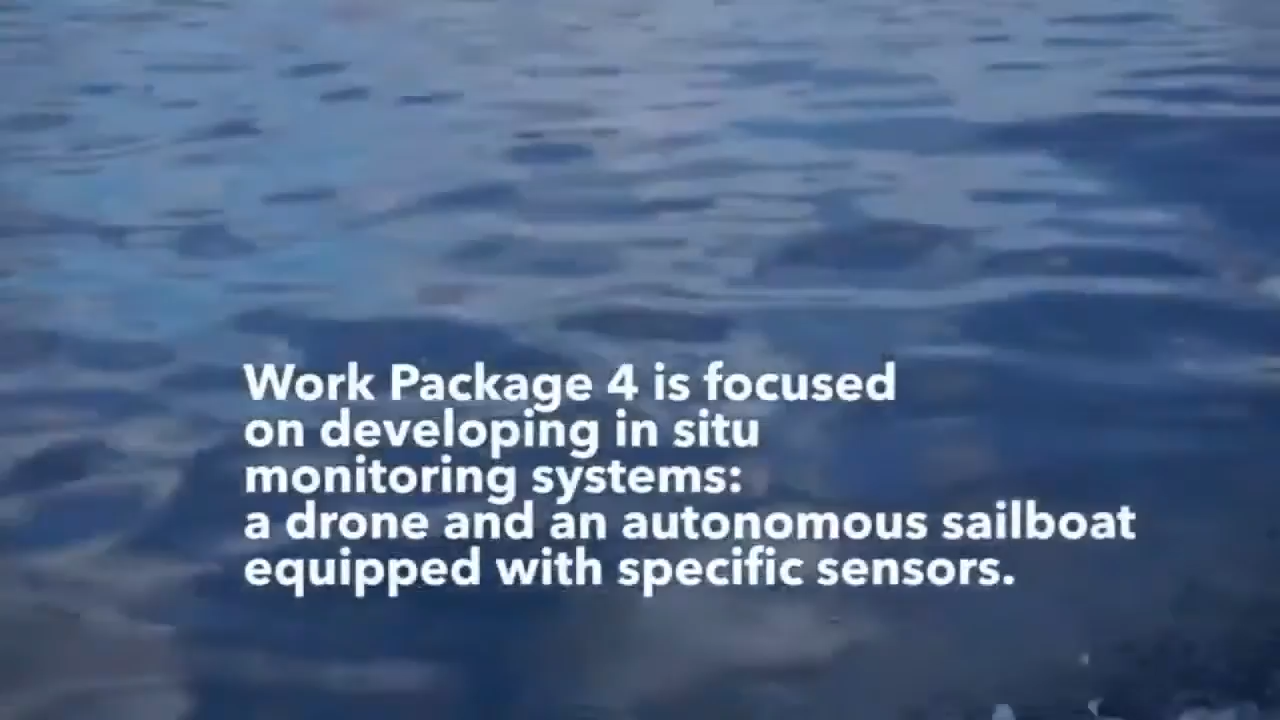 Work Package 4 is focused
on developing in situ
monitoring systems:
a drone and an autonomous sailboat
equipped with specific sensors.